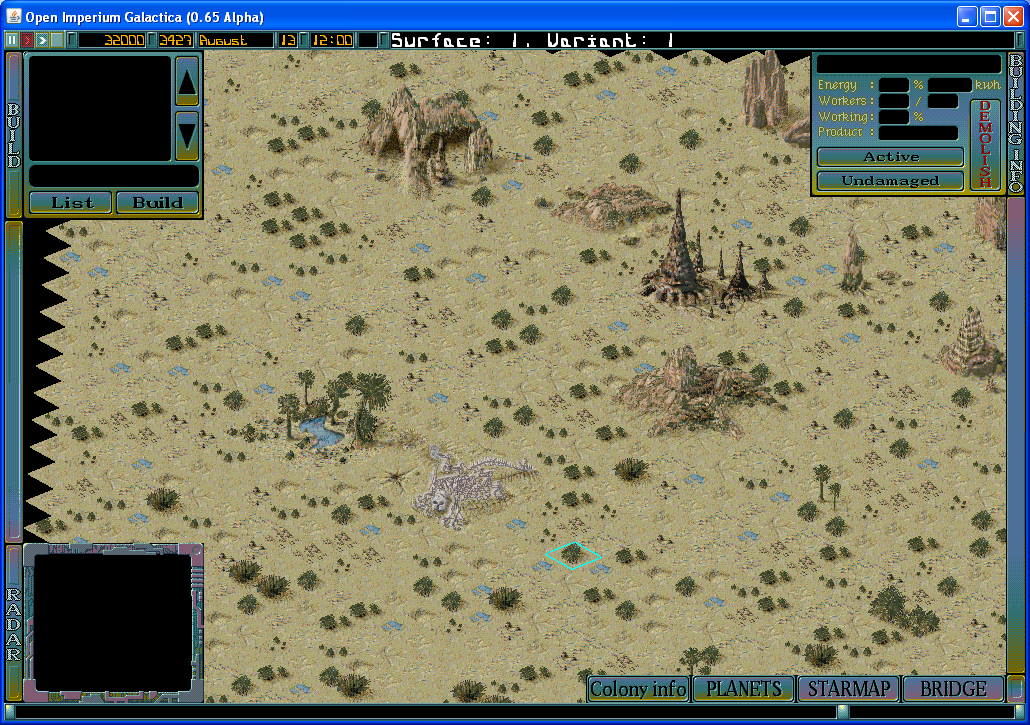 Open Imperium Galactica (0.65 Alpha)
32000 3427 August 13 12:00 Surface: 1, Variant: 1
BUILD
List Build
Energy : % kwh
Workers : /
Working : %
Product :
DEMOLISH
Active
Undamaged
BUILDING INFO
RADAR
Colony info PLANETS STARMAP BRIDGE